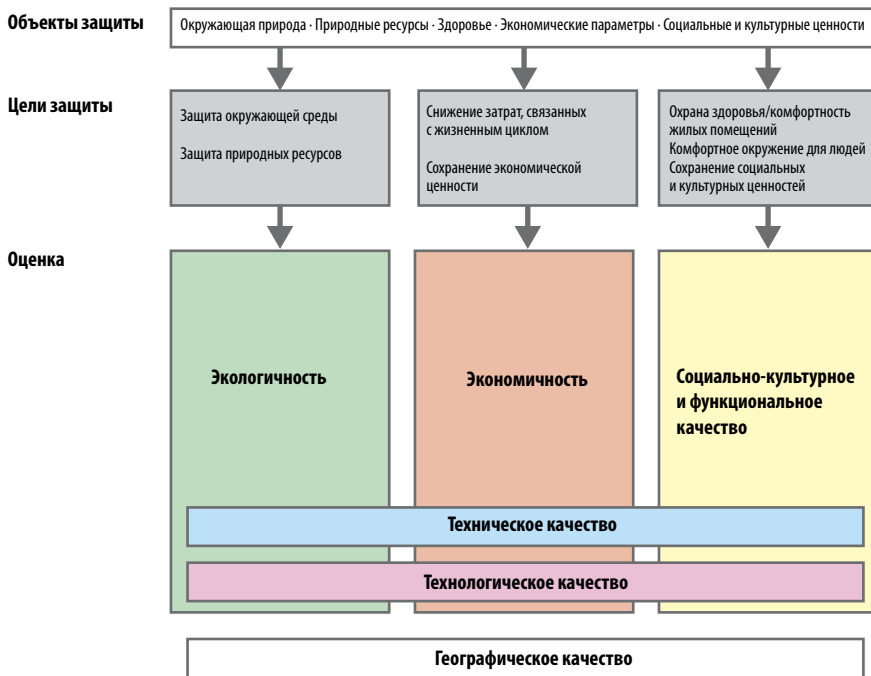 Объекты защиты
Окружающая природа · Природные ресурсы · Здоровье · Экономические параметры · Социальные и культурные ценности
Цели защиты
Защита окружающей среды
Защита природных ресурсов
Снижение затрат, связанных
с жизненным циклом
Сохранение экономической
ценности
Охрана здоровья/комфортность
жилых помещений
Комфортное окружение для людей
Сохранение социальных
и культурных ценностей
Оценка
Экологичность
Экономичность
Социально-культурное
и функциональное
качество
Техническое качество
Технологическое качество
Географическое качество